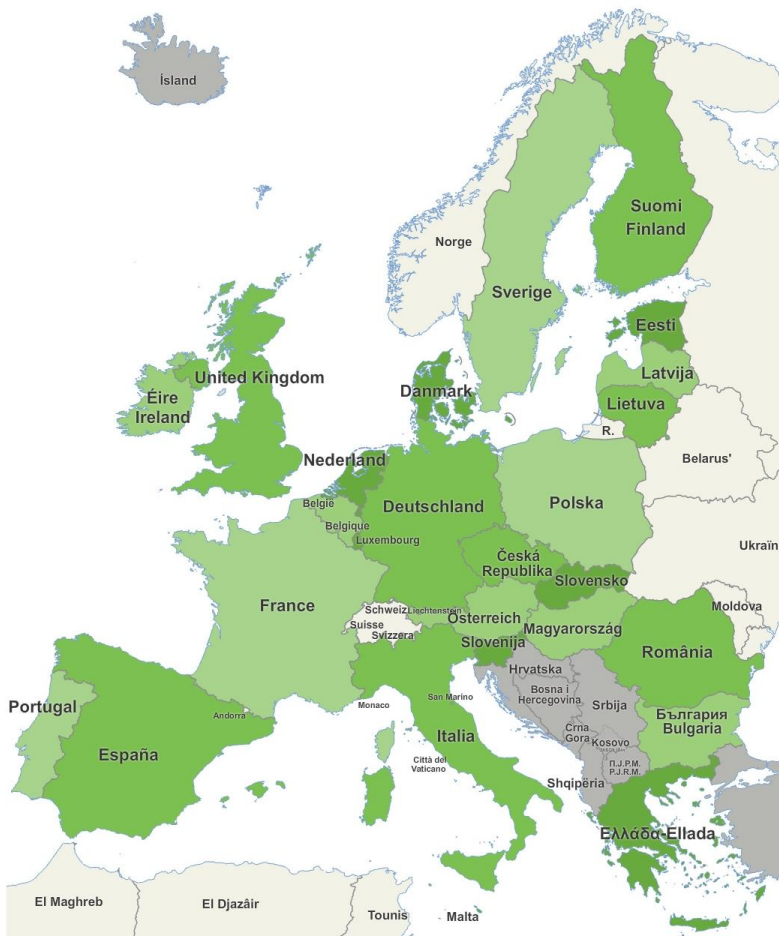 Ísland
Suomi
Finland
Norge
Sverige
Eesti
United Kingdom
Latvija
Éire
Ireland
Danmark
Lietuva
R.
Belarus'
Nederland
België
Deutschland
Polska
Belgique
Luxembourg
Ukraïn
Česká
Republika
Slovensko
France
Schweiz
Liechtenstein
Suisse
Svizzera
Österreich
Magyarország
Moldova
Slovenija
România
Hrvatska
San Marino
Bosna i
Hercegovina
Srbija
Portugal
Monaco
Andorra
България
Bulgaria
España
Italia
Crna
Gora
Kosovo
Città del
Vaticano
П.Ј.Р.М.
P.J.R.M.
Shqipëria
Ελλάδα-Ellada
El Maghreb
El Djazâir
Tounis
Malta